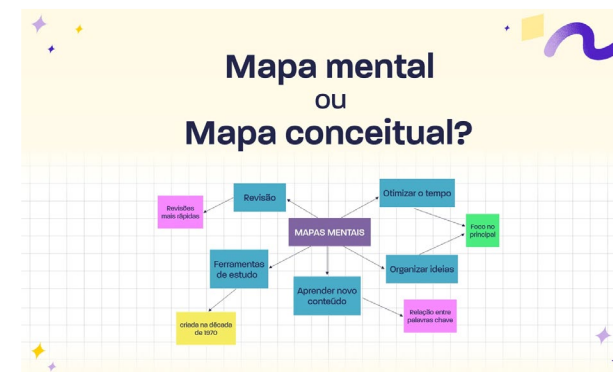 Mapa mental
ou
Mapa conceitual?
Revisão
Otimizar o tempo
Revisões
mais rápidas
Foco no
principal
MAPAS MENTAIS
Ferramentas
de estudo
Organizar ideias
Aprender novo
conteúdo
Relação entre
palavras chave
criada na década
de 1970